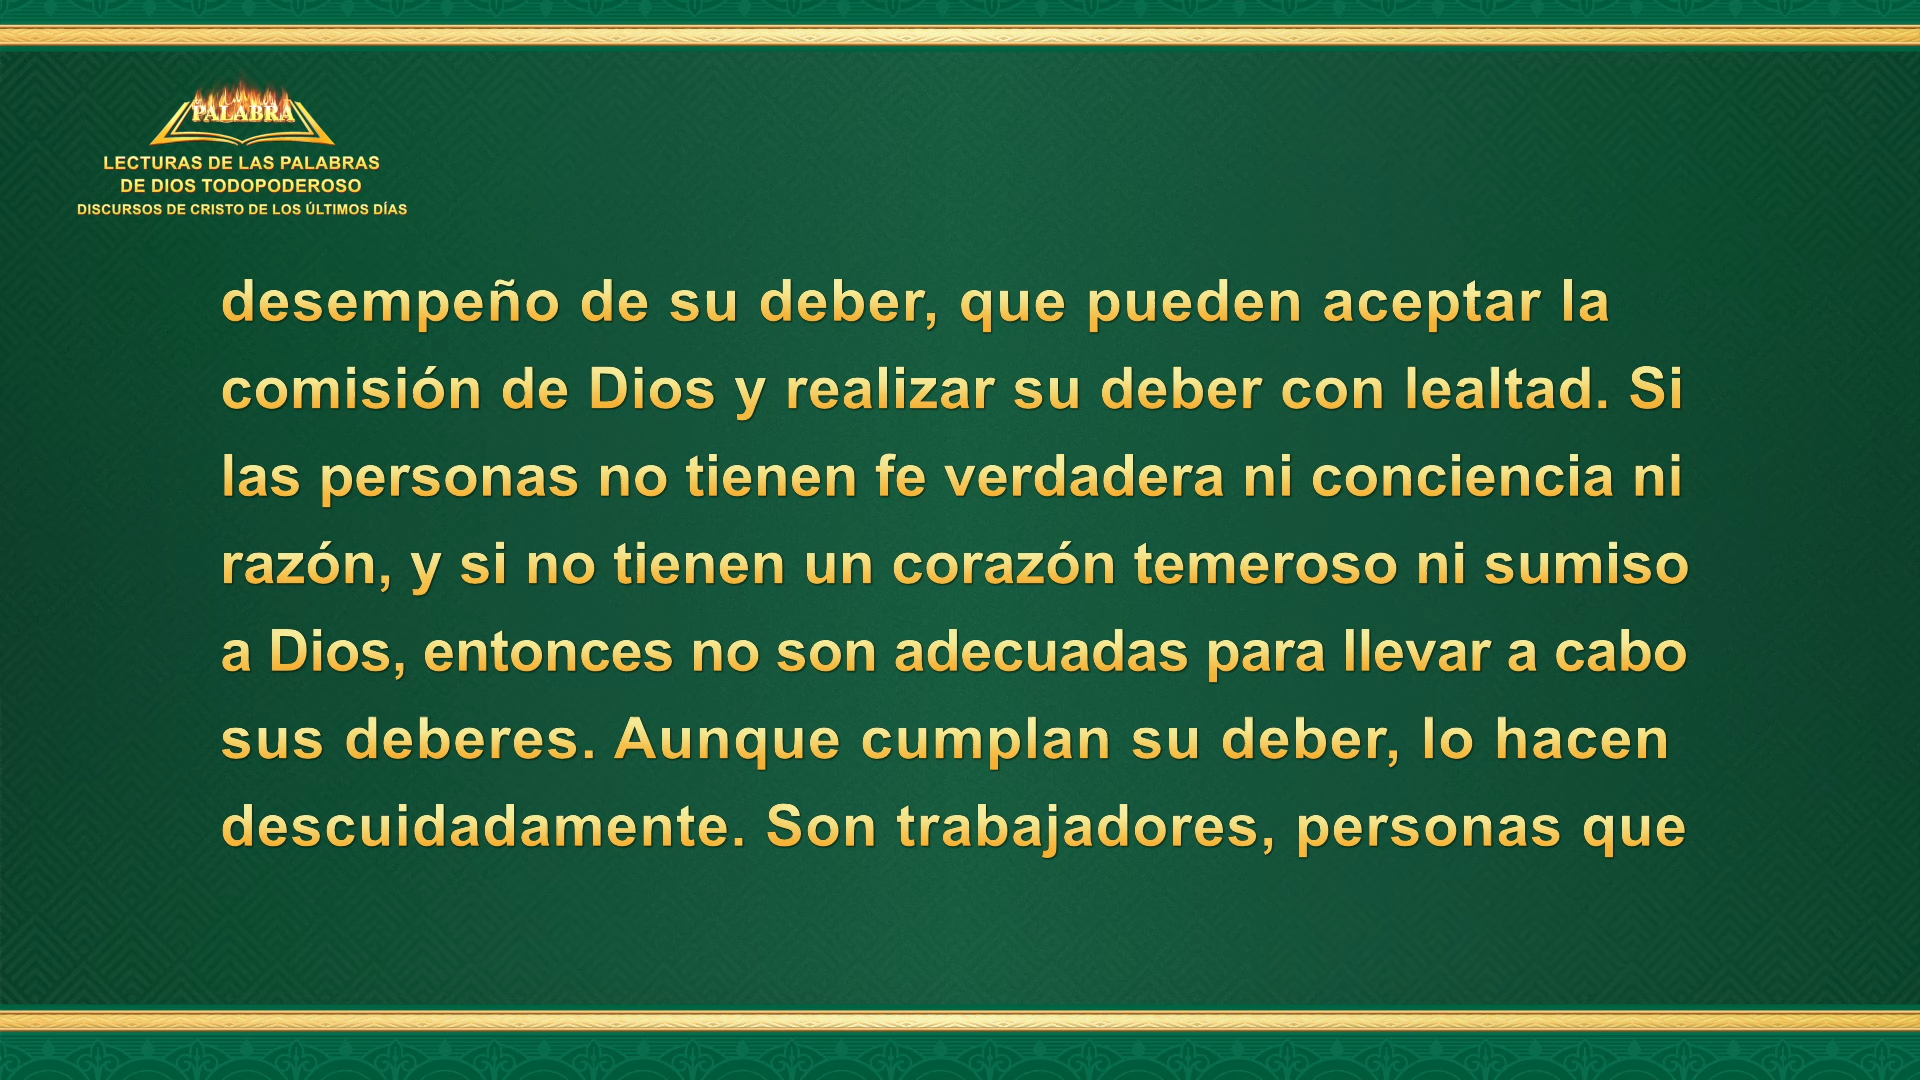 PALABRA
LECTURAS DE LAS PALABRAS
DE DIOS TODOPODEROSO
DISCURSOS DE CRISTO DE LOS ÚLTIMOS DÍAS
desempeño de su deber, que pueden aceptar la
comisión de Dios y realizar su deber con lealtad. Si
las personas no tienen fe verdadera ni conciencia ni
razón, y si no tienen un corazón temeroso ni sumiso
a Dios, entonces no son adecuadas para llevar a cabo
sus deberes. Aunque cumplan su deber, lo hacen
descuidadamente. Son trabajadores, personas que